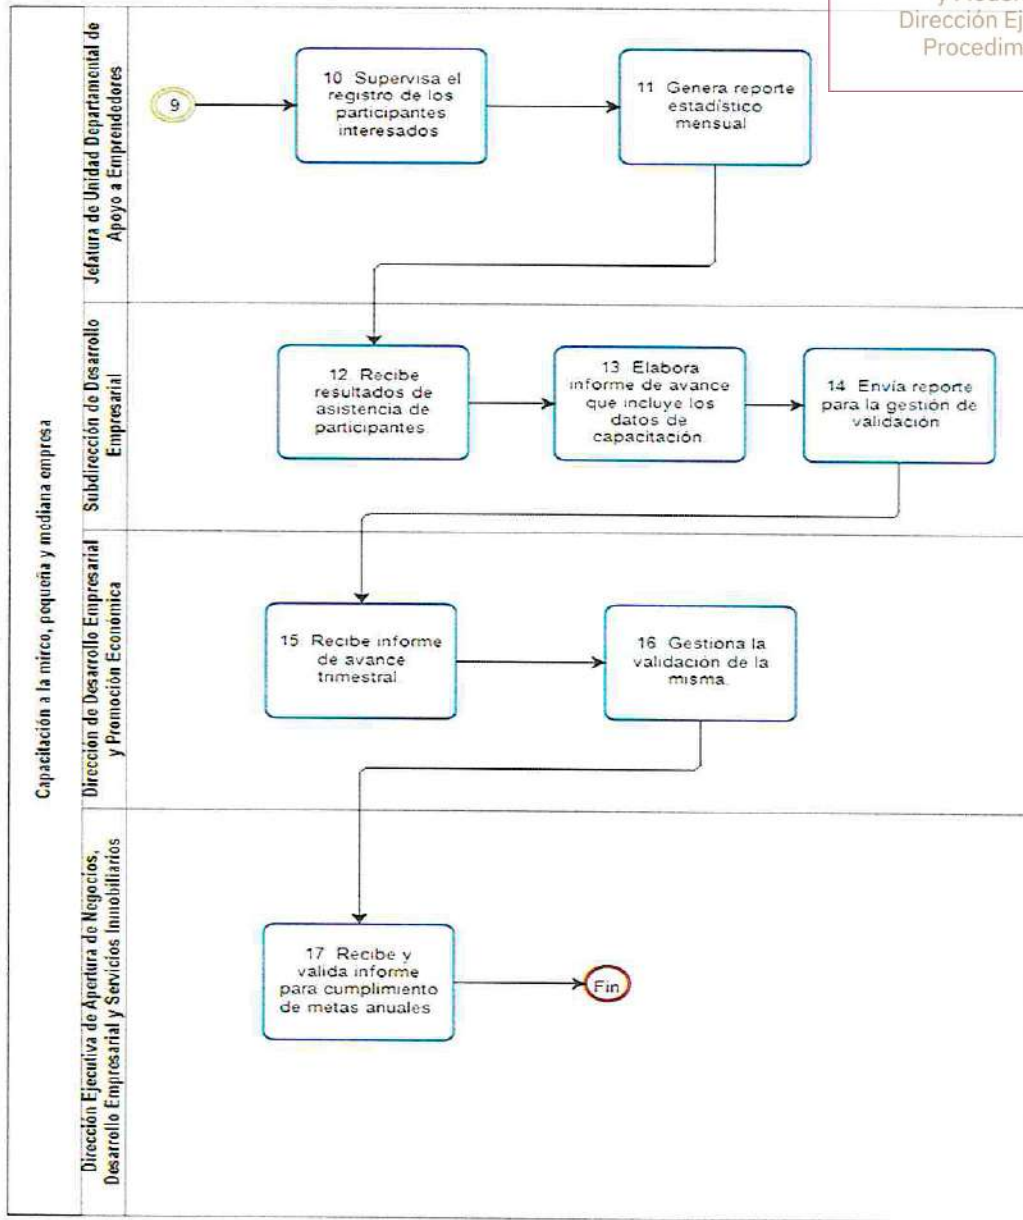 Dirección Ej
Procedim
Capacitación a la mirco, pequeña y mediana empresa
Jefatura de Unidad Departamental de
Apoyo a Emprendedores
9
10 Supervisa el
registro de los
participantes
interesados
11 Genera reporte
estadístico
mensual
Subdirección de Desarrollo
Empresarial
12 Recibe
resultados de
asistencia de
participantes
13 Elabora
informe de avance
que incluye los
datos de
capacitación
14 Envía reporte
para la gestión de
validación
Dirección de Desarrollo Empresarial
y Promoción Económica
15 Recibe informe
de avance
trimestral
16 Gestiona la
validación de la
misma.
Dirección Ejecutiva de Apertura de Negocios,
Desarrollo Empresarial y Servicios Inmobiliarios
17 Recibe y
valida informe
para cumplimiento
de metas anuales
Fin